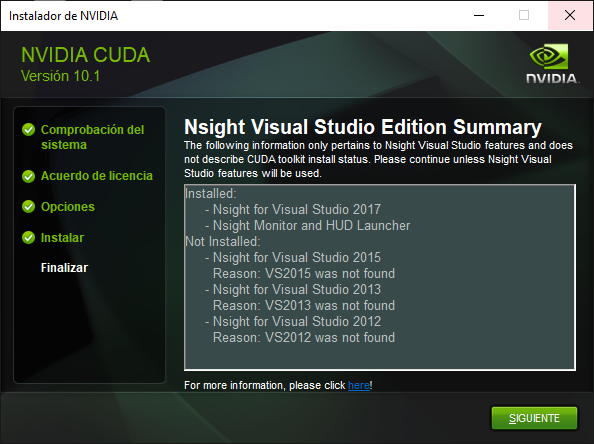 Instalador de NVIDIA
NVIDIA CUDA
Versión 10.1
NVIDIA.
Comprobación del
sistema
Acuerdo de licencia
Opciones
Instalar
Finalizar
Nsight Visual Studio Edition Summary
The following information only pertains to Nsight Visual Studio features and does
not describe CUDA toolkit install status. Please continue unless Nsight Visual
Studio features will be used.
Installed:
- Nsight for Visual Studio 2017
- Nsight Monitor and HUD Launcher
Not Installed:
- Nsight for Visual Studio 2015
Reason: VS2015 was not found
- Nsight for Visual Studio 2013
Reason: VS2013 was not found
- Nsight for Visual Studio 2012
Reason: VS2012 was not found
For more information, please click here!
SIGUIENTE